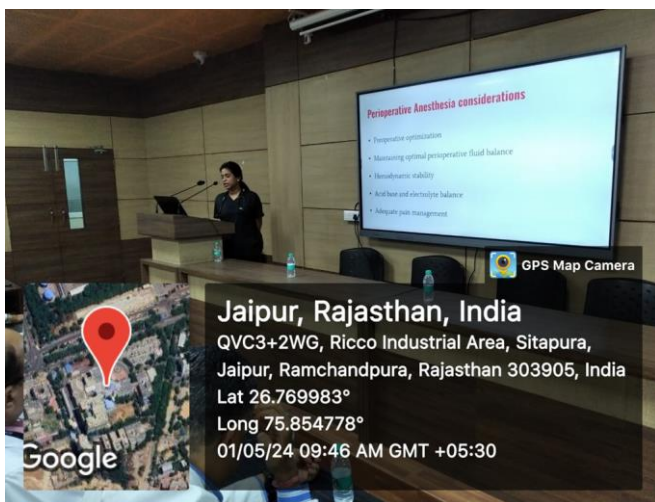 Perioperative Anesthesia considerations
• Preoperative optimization
• Maintaining optimal perioperative fluid balance
• Hemodynamic stability
• Acid base and electrolyte balance
• Adequate pain management
GPS Map Camera
Jaipur, Rajasthan, India
QVC3+2WG, Ricco Industrial Area, Sitapura,
Jaipur, Ramchandpura, Rajasthan 303905, India
Lat 26.769983°
Long 75.854778°
01/05/24 09:46 AM GMT +05:30
Google